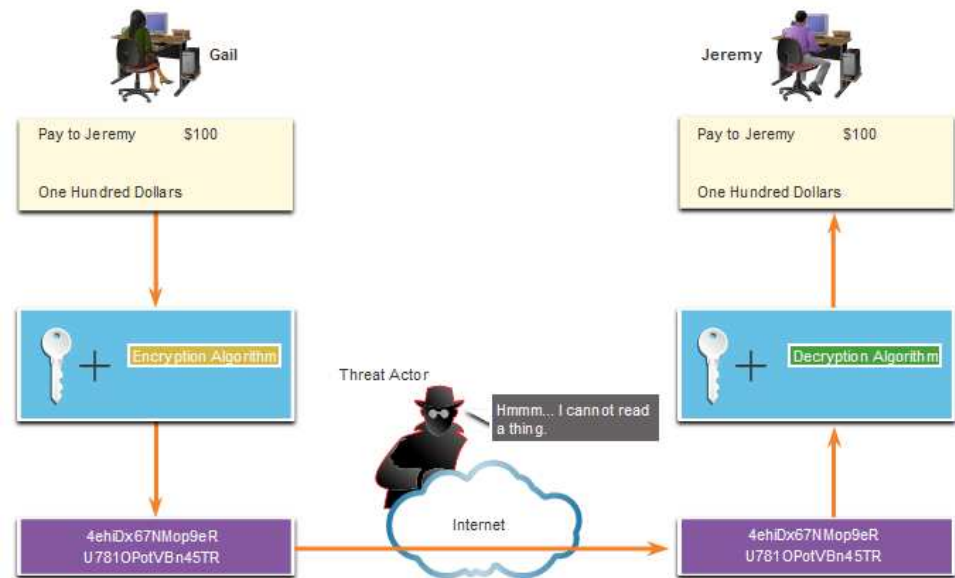 Gail
Jeremy
Pay to Jeremy $100
One Hundred Dollars
Pay to Jeremy $100
One Hundred Dollars
Encryption Algorithm
Decryption Algorithm
Threat Actor
Hmmm... I cannot read
a thing.
Internet
4ehiDx67NMop9eR
U781OPotVBn45TR
4ehiDx67NMop9eR
U781OPotVBn45TR